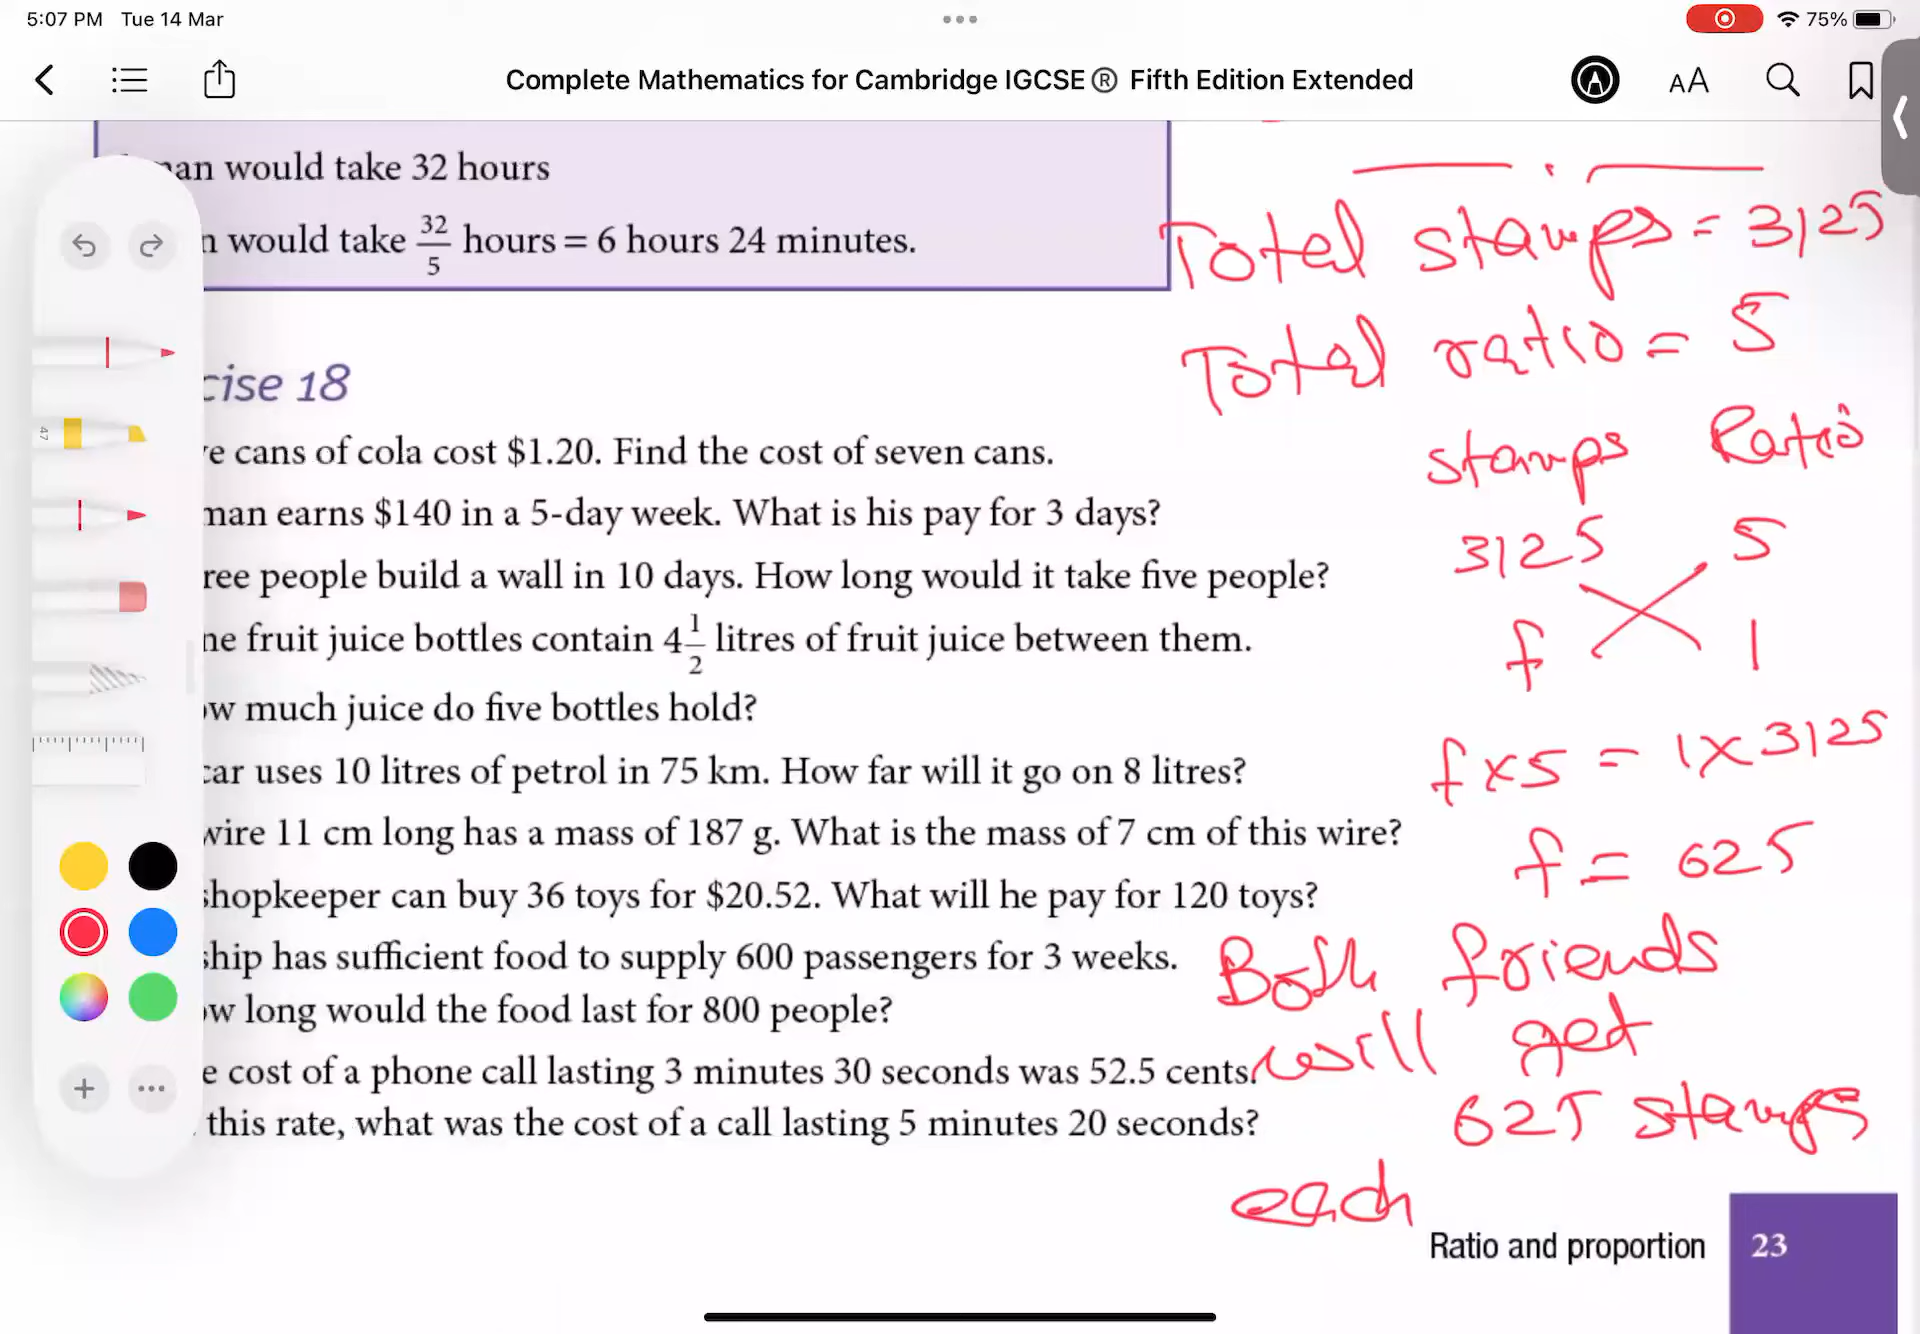 5:07 PM Tue 14 Mar
75%
Complete Mathematics for Cambridge IGCSE® Fifth Edition Extended
AA
man would take 32 hours
n would take 32/5 hours = 6 hours 24 minutes.
cise 18
e cans of cola cost $1.20. Find the cost of seven cans.
man earns $140 in a 5-day week. What is his pay for 3 days?
ree people build a wall in 10 days. How long would it take five people?
ne fruit juice bottles contain 4 1/2 litres of fruit juice between them.
ow much juice do five bottles hold?
car uses 10 litres of petrol in 75 km. How far will it go on 8 litres?
wire 11 cm long has a mass of 187 g. What is the mass of 7 cm of this wire?
shopkeeper can buy 36 toys for $20.52. What will he pay for 120 toys?
ship has sufficient food to supply 600 passengers for 3 weeks.
ow long would the food last for 800 people?
e cost of a phone call lasting 3 minutes 30 seconds was 52.5 cents.
this rate, what was the cost of a call lasting 5 minutes 20 seconds?
Total stamps = 3125
Total ratio = 5
stamps Ratio
3125 5
f 1
f x 5 = 1 x 3125
f = 625
Both friends
will get
625 stamps
each
Ratio and proportion 23
47